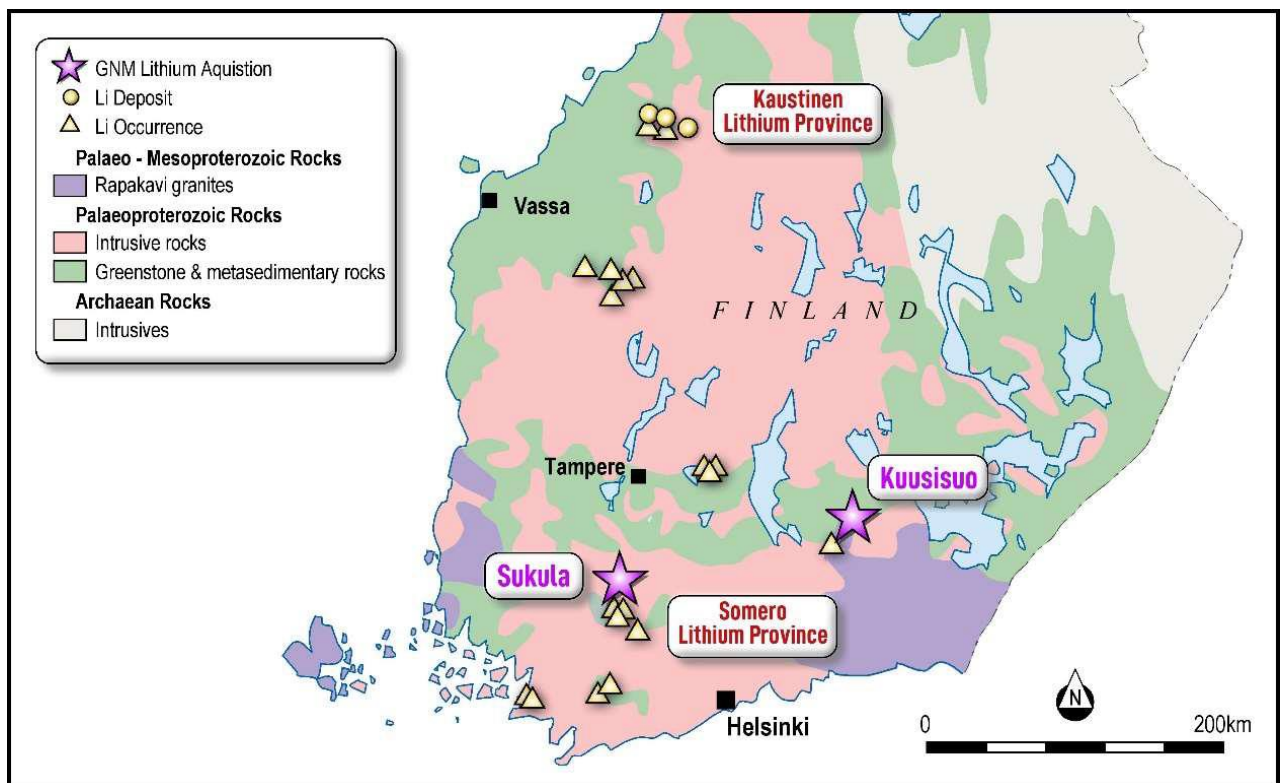 GNM Lithium Aquistion
Li Deposit
Li Occurrence
Palaeo - Mesoproterozoic Rocks
Rapakavi granites
Palaeoproterozoic Rocks
Intrusive rocks
Greenstone & metasedimentary rocks
Archaean Rocks
Intrusives
Kaustinen
Lithium Province
Vassa
FINLAND
Tampere
Kuusisuo
Sukula
Somero
Lithium Province
Helsinki
N
0
200km